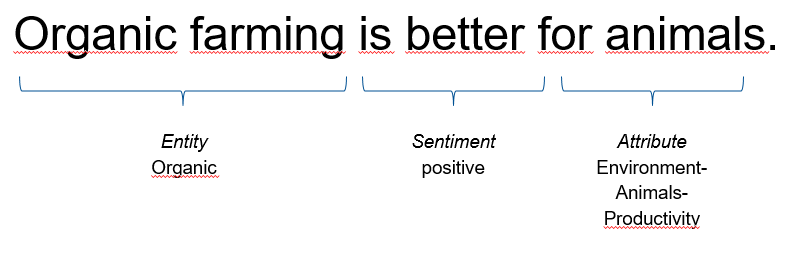 Organic farming is better for animals.
Entity Sentiment Attribute
Organic positive Environment-
Animals-
Productivity